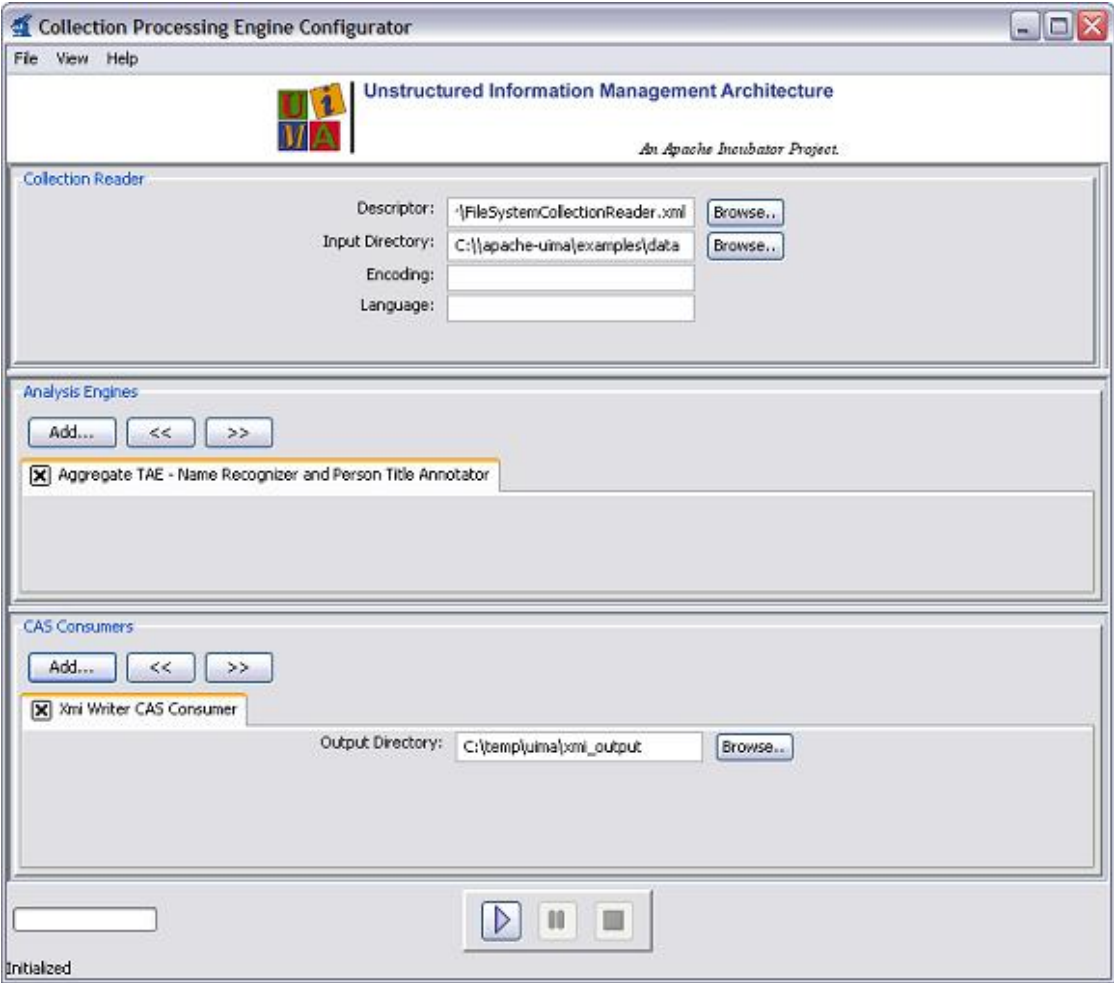 Collection Processing Engine Configurator
File View Help
UiMA
Unstructured Information Management Architecture
An Apache Incubator Project.
Collection Reader
Descriptor: \FileSystemCollectionReader.xml Browse..
Input Directory: C:\\apache-uima\examples\data Browse..
Encoding:
Language:
Analysis Engines
Add... << >>
Aggregate TAE - Name Recognizer and Person Title Annotator
CAS Consumers
Add... << >>
Xmi Writer CAS Consumer
Output Directory: C:\temp\uima\xmi_output Browse..
Initialized